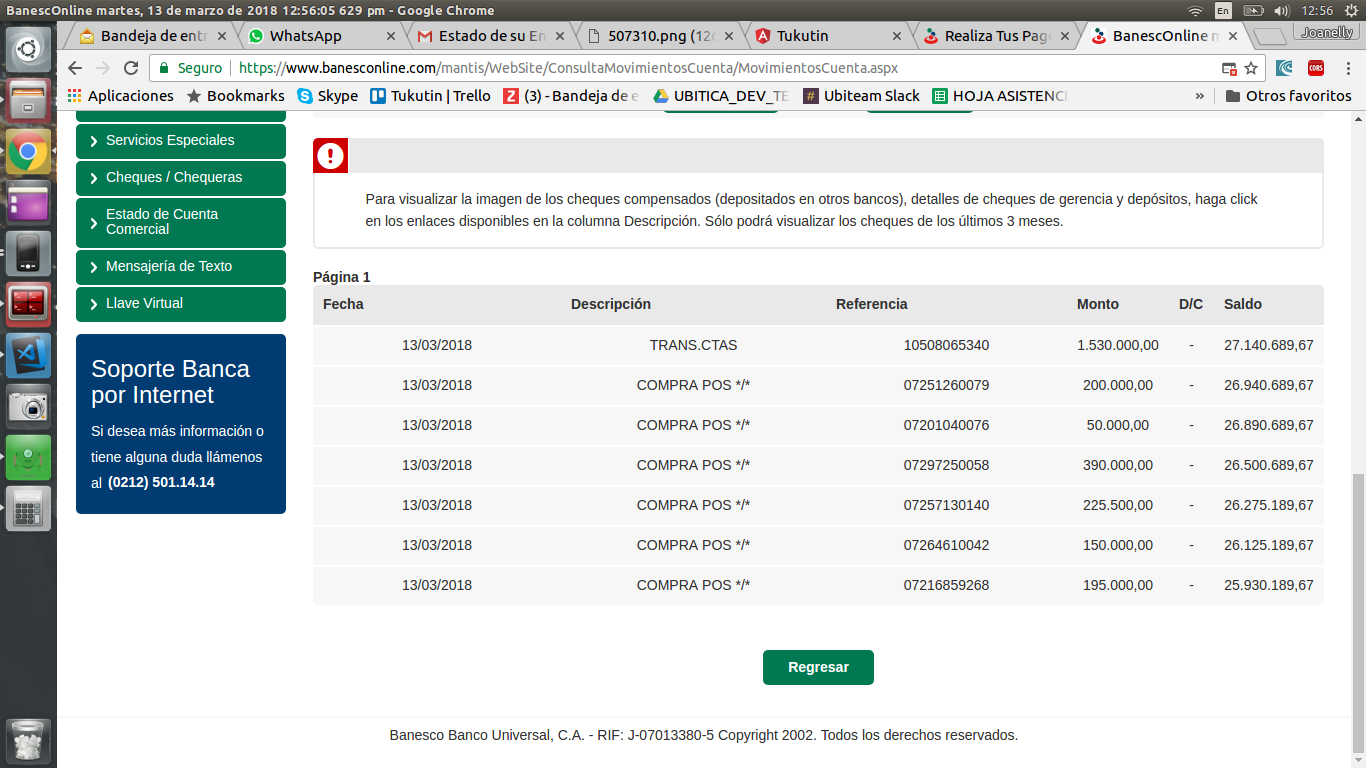 BanescOnline martes, 13 de marzo de 2018 12:56:05 629 pm - Google Chrome
En
12:56
Bandeja de entr
WhatsApp
Estado de su En
507310.png (12
Tukutin
Realiza Tus Pag
BanescOnline m
Joanelly
Seguro
https://www.banesconline.com/mantis/WebSite/ConsultaMovimientosCuenta/MovimientosCuenta.aspx
Aplicaciones
Bookmarks
Skype
Tukutin | Trello
(3) - Bandeja de e
UBITICA_DEV_TE
Ubiteam Slack
HOJA ASISTENCI
»
Otros favoritos
Servicios Especiales
Cheques / Chequeras
Estado de Cuenta
Comercial
Mensajería de Texto
Llave Virtual
Soporte Banca
por Internet
Si desea más información o
tiene alguna duda llámenos
al (0212) 501.14.14
Para visualizar la imagen de los cheques compensados (depositados en otros bancos), detalles de cheques de gerencia y depósitos, haga click
en los enlaces disponibles en la columna Descripción. Sólo podrá visualizar los cheques de los últimos 3 meses.
Página 1
Fecha Descripción Referencia Monto D/C Saldo
13/03/2018 TRANS.CTAS 10508065340 1.530.000,00 - 27.140.689,67
13/03/2018 COMPRA POS */* 07251260079 200.000,00 - 26.940.689,67
13/03/2018 COMPRA POS */* 07201040076 50.000,00 - 26.890.689,67
13/03/2018 COMPRA POS */* 07297250058 390.000,00 - 26.500.689,67
13/03/2018 COMPRA POS */* 07257130140 225.500,00 - 26.275.189,67
13/03/2018 COMPRA POS */* 07264610042 150.000,00 - 26.125.189,67
13/03/2018 COMPRA POS */* 07216859268 195.000,00 - 25.930.189,67
Regresar
Banesco Banco Universal, C.A. - RIF: J-07013380-5 Copyright 2002. Todos los derechos reservados.